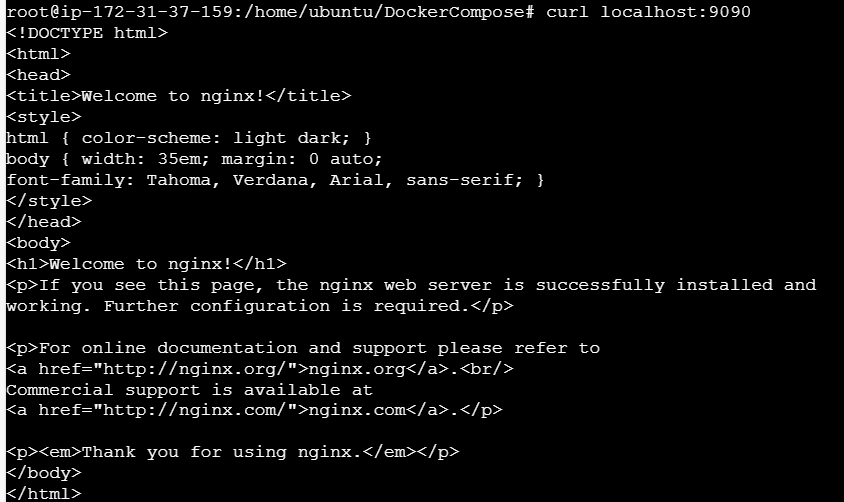 root@ip-172-31-37-159:/home/ubuntu/DockerCompose# curl localhost:9090
<!DOCTYPE html>
<html>
<head>
<title>Welcome to nginx!</title>
<style>
html { color-scheme: light dark; }
body { width: 35em; margin: 0 auto;
font-family: Tahoma, Verdana, Arial, sans-serif; }
</style>
</head>
<body>
<h1>Welcome to nginx!</h1>
<p>If you see this page, the nginx web server is successfully installed and
working. Further configuration is required.</p>

<p>For online documentation and support please refer to
<a href="http://nginx.org/">nginx.org</a>.<br/>
Commercial support is available at
<a href="http://nginx.com/">nginx.com</a>.</p>

<p><em>Thank you for using nginx.</em></p>
</body>
</html>